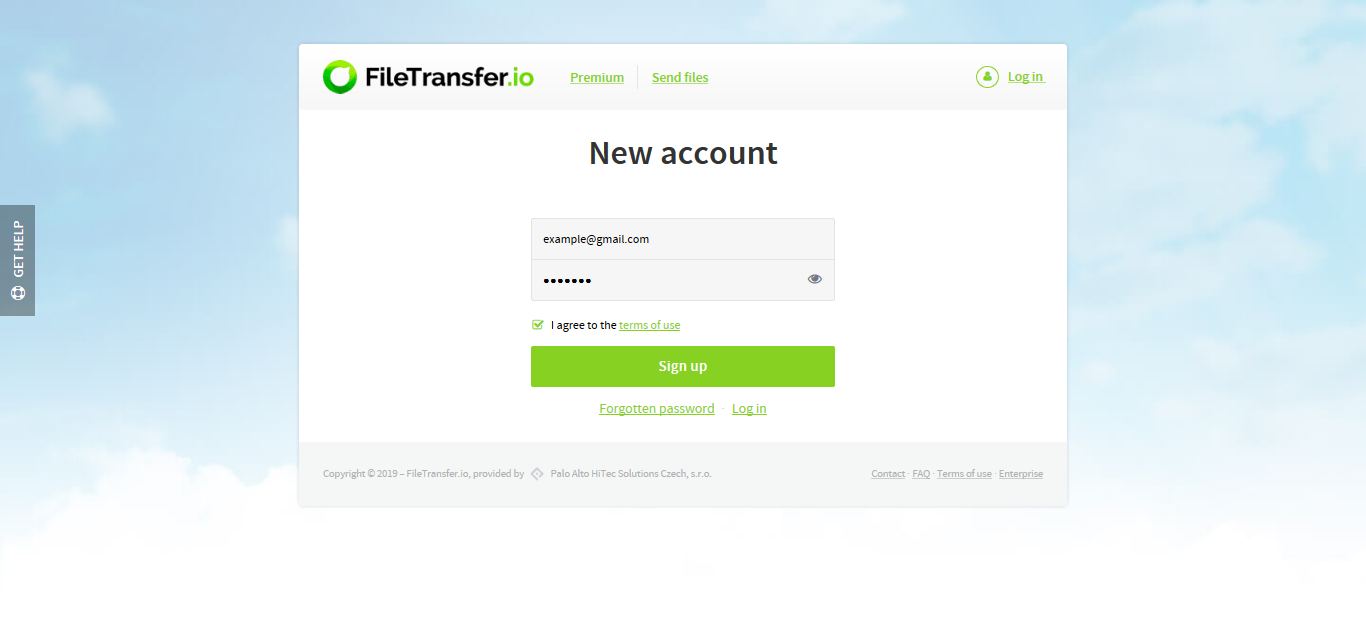 FileTransfer.io
Premium
Send files
Log in
New account
GET HELP
example@gmail.com
•••••••
I agree to the terms of use
Sign up
Forgotten password · Log in
Copyright © 2019 – FileTransfer.io, provided by Palo Alto HiTec Solutions Czech, s.r.o.
Contact · FAQ · Terms of use · Enterprise